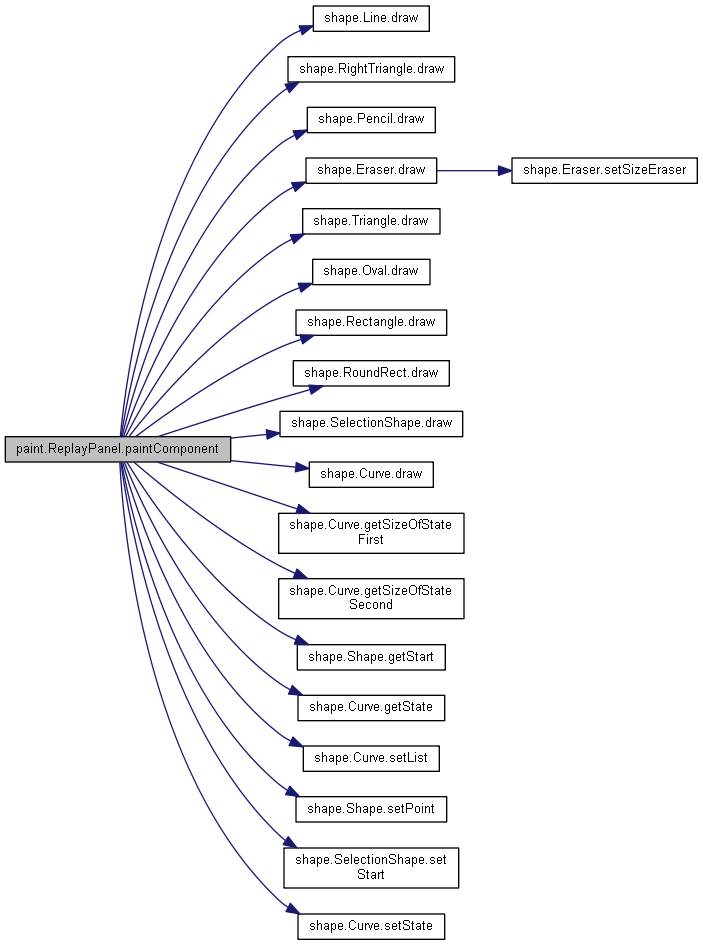 shape.Line.draw
shape.RightTriangle.draw
shape.Pencil.draw
shape.Eraser.draw
shape.Eraser.setSizeEraser
shape.Triangle.draw
shape.Oval.draw
shape.Rectangle.draw
shape.RoundRect.draw
shape.SelectionShape.draw
paint.ReplayPanel.paintComponent
shape.Curve.draw
shape.Curve.getSizeOfState
First
shape.Curve.getSizeOfState
Second
shape.Shape.getStart
shape.Curve.getState
shape.Curve.setList
shape.Shape.setPoint
shape.SelectionShape.set
Start
shape.Curve.setState